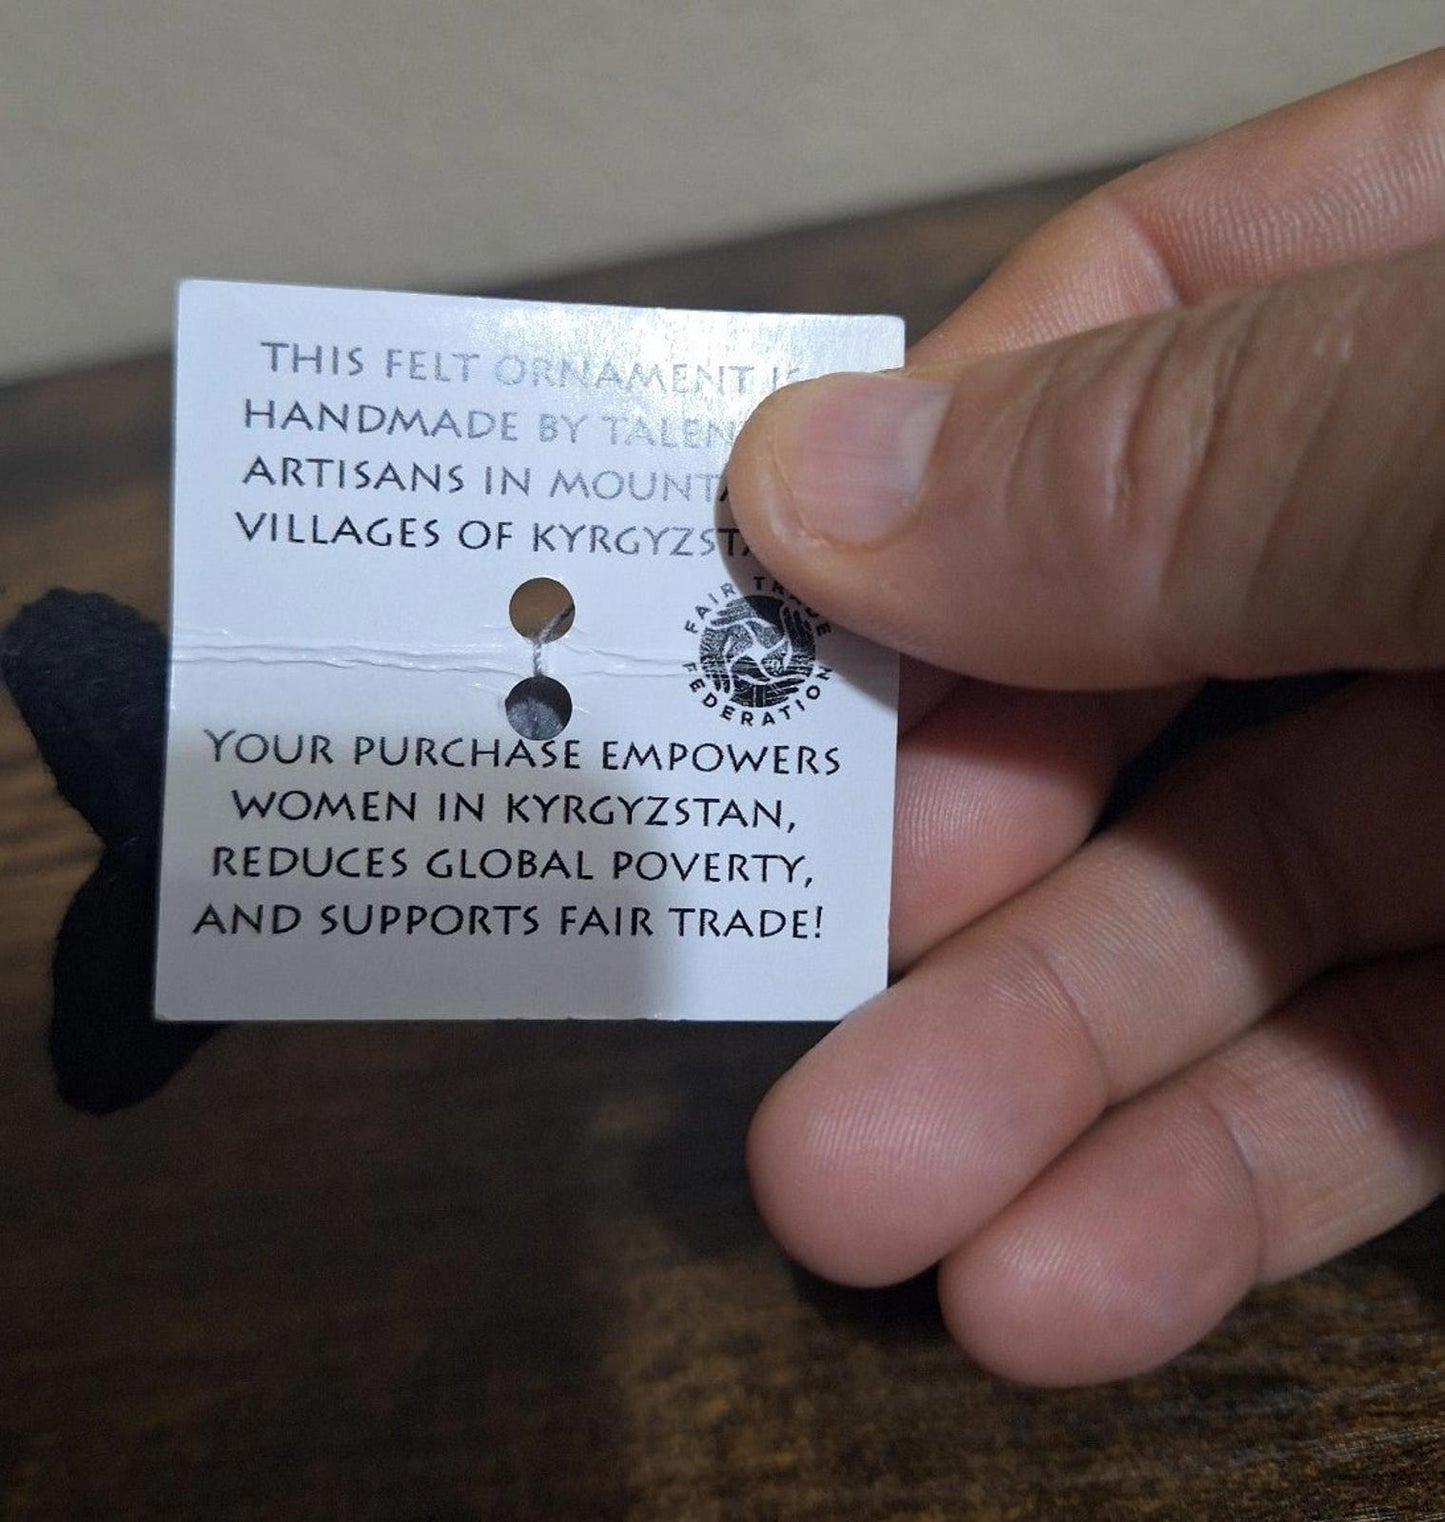 THIS FELT ORNAMENT
HANDMADE BY
ARTISANS IN
VILLAGES OF
FAIR TRADE
FEDERATION
YOUR PURCHASE EMPOWERS
WOMEN IN KYRGYZSTAN,
REDUCES GLOBAL POVERTY,
AND SUPPORTS FAIR TRADE!